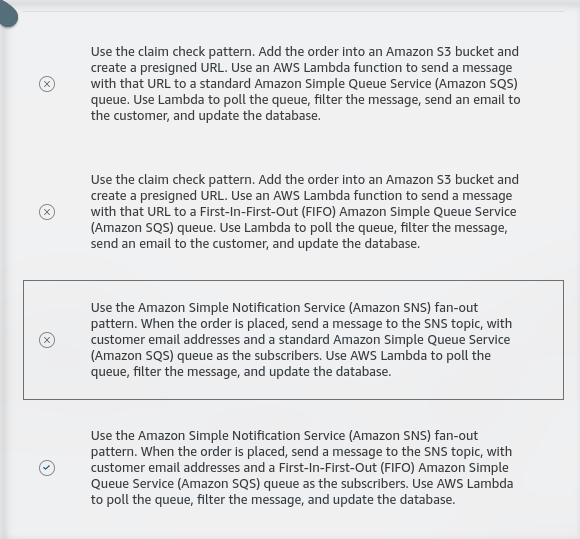 Use the claim check pattern. Add the order into an Amazon S3 bucket and
create a presigned URL. Use an AWS Lambda function to send a message
with that URL to a standard Amazon Simple Queue Service (Amazon SQS)
queue. Use Lambda to poll the queue, filter the message, send an email to
the customer, and update the database.
Use the claim check pattern. Add the order into an Amazon S3 bucket and
create a presigned URL. Use an AWS Lambda function to send a message
with that URL to a First-In-First-Out (FIFO) Amazon Simple Queue Service
(Amazon SQS) queue. Use Lambda to poll the queue, filter the message,
send an email to the customer, and update the database.
Use the Amazon Simple Notification Service (Amazon SNS) fan-out
pattern. When the order is placed, send a message to the SNS topic, with
customer email addresses and a standard Amazon Simple Queue Service
(Amazon SQS) queue as the subscribers. Use AWS Lambda to poll the
queue, filter the message, and update the database.
Use the Amazon Simple Notification Service (Amazon SNS) fan-out
pattern. When the order is placed, send a message to the SNS topic, with
customer email addresses and a First-In-First-Out (FIFO) Amazon Simple
Queue Service (Amazon SQS) queue as the subscribers. Use AWS Lambda
to poll the queue, filter the message, and update the database.